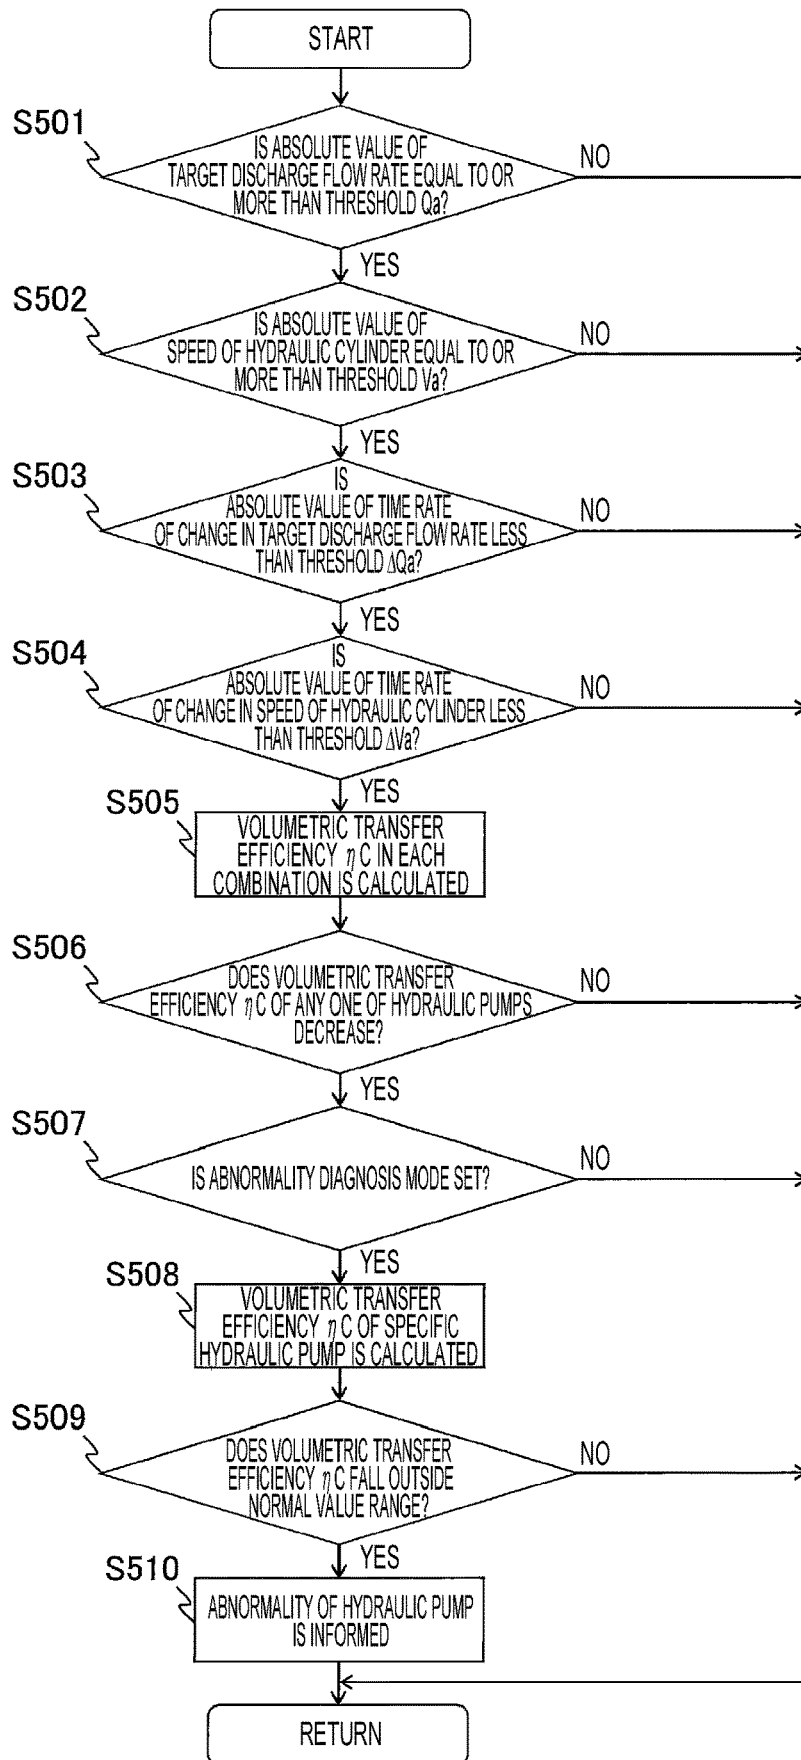 START
S501
IS ABSOLUTE VALUE OF
TARGET DISCHARGE FLOW RATE EQUAL TO OR
MORE THAN THRESHOLD Qa?
NO
YES
S502
IS ABSOLUTE VALUE OF
SPEED OF HYDRAULIC CYLINDER EQUAL TO OR
MORE THAN THRESHOLD Va?
NO
YES
S503
IS
ABSOLUTE VALUE OF TIME RATE
OF CHANGE IN TARGET DISCHARGE FLOW RATE LESS
THAN THRESHOLD ΔQa?
NO
YES
S504
IS
ABSOLUTE VALUE OF TIME RATE
OF CHANGE IN SPEED OF HYDRAULIC CYLINDER LESS
THAN THRESHOLD ΔVa?
NO
YES
S505
VOLUMETRIC TRANSFER
EFFICIENCY ηC IN EACH
COMBINATION IS CALCULATED
S506
DOES VOLUMETRIC TRANSFER
EFFICIENCY ηC OF ANY ONE OF HYDRAULIC PUMPS
DECREASE?
NO
YES
S507
IS ABNORMALITY DIAGNOSIS MODE SET?
NO
YES
S508
VOLUMETRIC TRANSFER
EFFICIENCY ηC OF SPECIFIC
HYDRAULIC PUMP IS CALCULATED
S509
DOES VOLUMETRIC TRANSFER
EFFICIENCY ηC FALL OUTSIDE
NORMAL VALUE RANGE?
NO
YES
S510
ABNORMALITY OF HYDRAULIC PUMP
IS INFORMED
RETURN